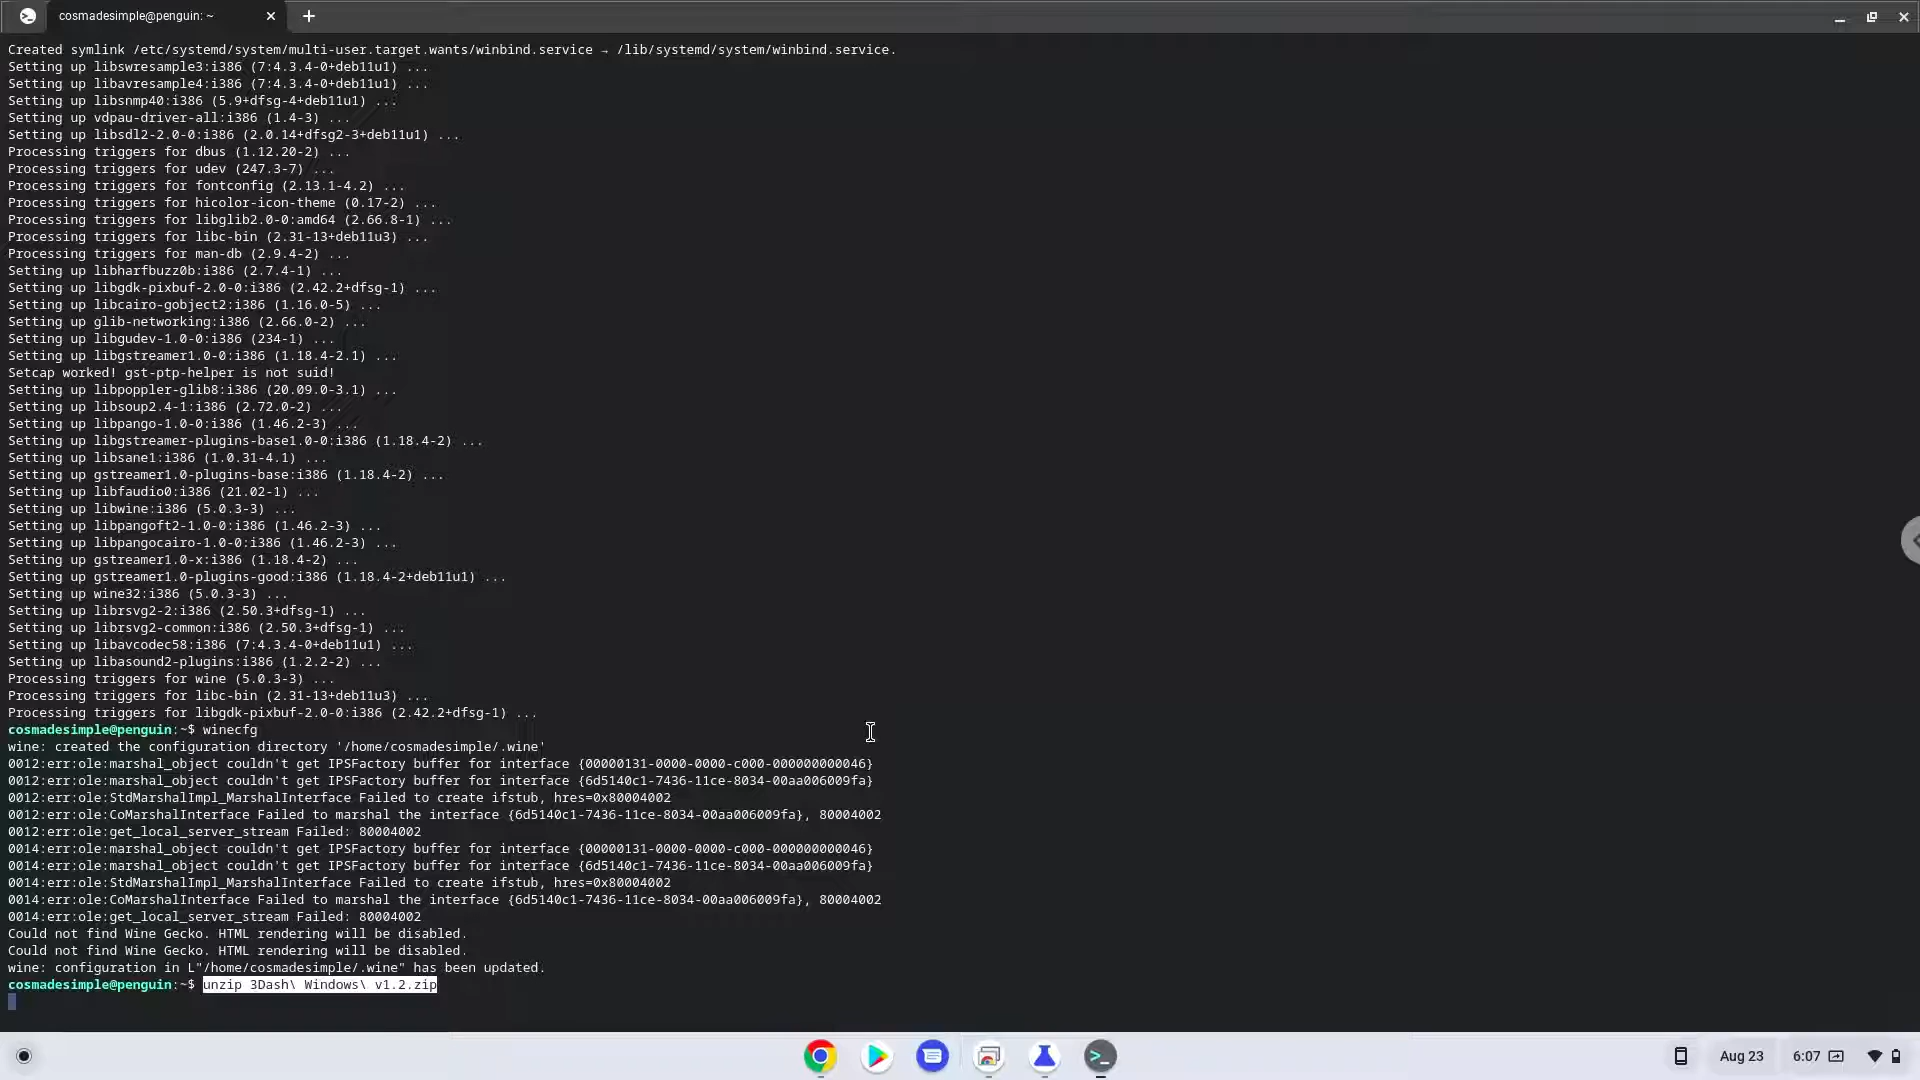 cosmadesimple@penguin: ~
Created symlink /etc/systemd/system/multi-user.target.wants/winbind.service → /lib/systemd/system/winbind.service.
Setting up libswresample3:i386 (7:4.3.4-0+deb11u1) ...
Setting up libavresample4:i386 (7:4.3.4-0+deb11u1) ...
Setting up libsnmp40:i386 (5.9+dfsg-4+deb11u1) ...
Setting up vdpau-driver-all:i386 (1.4-3) ...
Setting up libsdl2-2.0-0:i386 (2.0.14+dfsg2-3+deb11u1) ...
Processing triggers for dbus (1.12.20-2) ...
Processing triggers for udev (247.3-7) ...
Processing triggers for fontconfig (2.13.1-4.2) ...
Processing triggers for hicolor-icon-theme (0.17-2) ...
Processing triggers for libglib2.0-0:amd64 (2.66.8-1) ...
Processing triggers for libc-bin (2.31-13+deb11u3) ...
Processing triggers for man-db (2.9.4-2) ...
Setting up libharfbuzz0b:i386 (2.7.4-1) ...
Setting up libgdk-pixbuf-2.0-0:i386 (2.42.2+dfsg-1) ...
Setting up libcairo-gobject2:i386 (1.16.0-5) ...
Setting up glib-networking:i386 (2.66.0-2) ...
Setting up libgudev-1.0-0:i386 (234-1) ...
Setting up libgstreamer1.0-0:i386 (1.18.4-2.1) ...
Setcap worked! gst-ptp-helper is not suid!
Setting up libpoppler-glib8:i386 (20.09.0-3.1) ...
Setting up libsoup2.4-1:i386 (2.72.0-2) ...
Setting up libpango-1.0-0:i386 (1.46.2-3) ...
Setting up libgstreamer-plugins-base1.0-0:i386 (1.18.4-2) ...
Setting up libsane1:i386 (1.0.31-4.1) ...
Setting up gstreamer1.0-plugins-base:i386 (1.18.4-2) ...
Setting up libfaudio0:i386 (21.02-1) ...
Setting up libwine:i386 (5.0.3-3) ...
Setting up libpangoft2-1.0-0:i386 (1.46.2-3) ...
Setting up libpangocairo-1.0-0:i386 (1.46.2-3) ...
Setting up gstreamer1.0-x:i386 (1.18.4-2) ...
Setting up gstreamer1.0-plugins-good:i386 (1.18.4-2+deb11u1) ...
Setting up wine32:i386 (5.0.3-3) ...
Setting up librsvg2-2:i386 (2.50.3+dfsg-1) ...
Setting up librsvg2-common:i386 (2.50.3+dfsg-1) ...
Setting up libavcodec58:i386 (7:4.3.4-0+deb11u1) ...
Setting up libasound2-plugins:i386 (1.2.2-2) ...
Processing triggers for wine (5.0.3-3) ...
Processing triggers for libc-bin (2.31-13+deb11u3) ...
Processing triggers for libgdk-pixbuf-2.0-0:i386 (2.42.2+dfsg-1) ...
cosmadesimple@penguin:~$ winecfg
wine: created the configuration directory '/home/cosmadesimple/.wine'
0012:err:ole:marshal_object couldn't get IPSFactory buffer for interface {00000131-0000-0000-c000-000000000046}
0012:err:ole:marshal_object couldn't get IPSFactory buffer for interface {6d5140c1-7436-11ce-8034-00aa006009fa}
0012:err:ole:StdMarshalImpl_MarshalInterface Failed to create ifstub, hres=0x80004002
0012:err:ole:CoMarshalInterface Failed to marshal the interface {6d5140c1-7436-11ce-8034-00aa006009fa}, 80004002
0012:err:ole:get_local_server_stream Failed: 80004002
0014:err:ole:marshal_object couldn't get IPSFactory buffer for interface {00000131-0000-0000-c000-000000000046}
0014:err:ole:marshal_object couldn't get IPSFactory buffer for interface {6d5140c1-7436-11ce-8034-00aa006009fa}
0014:err:ole:StdMarshalImpl_MarshalInterface Failed to create ifstub, hres=0x80004002
0014:err:ole:CoMarshalInterface Failed to marshal the interface {6d5140c1-7436-11ce-8034-00aa006009fa}, 80004002
0014:err:ole:get_local_server_stream Failed: 80004002
Could not find Wine Gecko. HTML rendering will be disabled.
Could not find Wine Gecko. HTML rendering will be disabled.
wine: configuration in L"/home/cosmadesimple/.wine" has been updated.
cosmadesimple@penguin:~$ unzip 3Dash\ Windows\ v1.2.zip
Aug 23 6:07